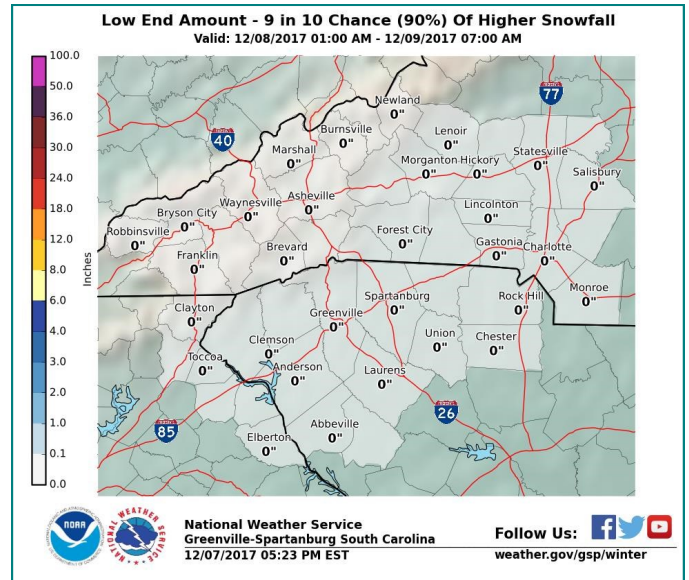 Low End Amount - 9 in 10 Chance (90%) Of Higher Snowfall
Valid: 12/08/2017 01:00 AM - 12/09/2017 07:00 AM
100.0
50.0
36.0
30.0
24.0
18.0
12.0
8.0
6.0
4.0
3.0
2.0
1.0
0.1
0.0
Inches
77
40
Newland
0"
Burnsville
0"
Lenoir
0"
Marshall
0"
Statesville
0"
Morganton Hickory
0" 0"
Salisbury
0"
Asheville
0"
Waynesville
0"
Lincolnton
0"
Bryson City
0"
Robbinsville
0"
Forest City
0"
Brevard
0"
Gastonia Charlotte
0" 0"
Franklin
0"
Monroe
0"
Spartanburg
0"
Rock Hill
0"
Clayton
0"
Greenville
0"
Union
0"
Chester
0"
Clemson
0"
Toccoa
0"
Anderson
0"
Laurens
0"
26
85
Abbeville
0"
Elberton
0"
NOAA
NATIONAL WEATHER SERVICE
National Weather Service
Greenville-Spartanburg South Carolina
12/07/2017 05:23 PM EST
Follow Us:
weather.gov/gsp/winter